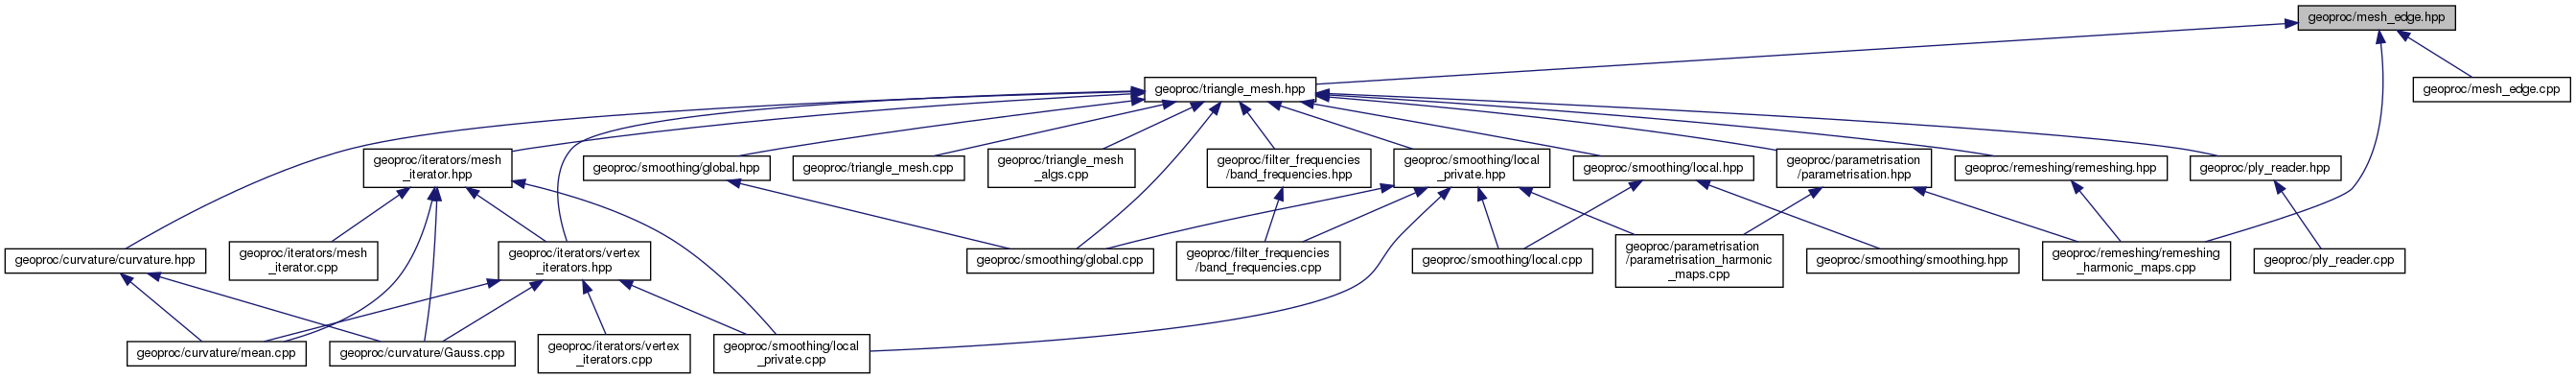 geoproc/mesh_edge.hpp
geoproc/triangle_mesh.hpp
geoproc/mesh_edge.cpp
geoproc/iterators/mesh
_iterator.hpp
geoproc/smoothing/global.hpp
geoproc/triangle_mesh.cpp
geoproc/triangle_mesh
_algs.cpp
geoproc/filter_frequencies
/band_frequencies.hpp
geoproc/smoothing/local
_private.hpp
geoproc/smoothing/local.hpp
geoproc/parametrisation
/parametrisation.hpp
geoproc/remeshing/remeshing.hpp
geoproc/ply_reader.hpp
geoproc/curvature/curvature.hpp
geoproc/iterators/mesh
_iterator.cpp
geoproc/iterators/vertex
_iterators.hpp
geoproc/smoothing/global.cpp
geoproc/filter_frequencies
/band_frequencies.cpp
geoproc/smoothing/local.cpp
geoproc/parametrisation
/parametrisation_harmonic
_maps.cpp
geoproc/smoothing/smoothing.hpp
geoproc/remeshing/remeshing
_harmonic_maps.cpp
geoproc/ply_reader.cpp
geoproc/curvature/mean.cpp
geoproc/curvature/Gauss.cpp
geoproc/iterators/vertex
_iterators.cpp
geoproc/smoothing/local
_private.cpp